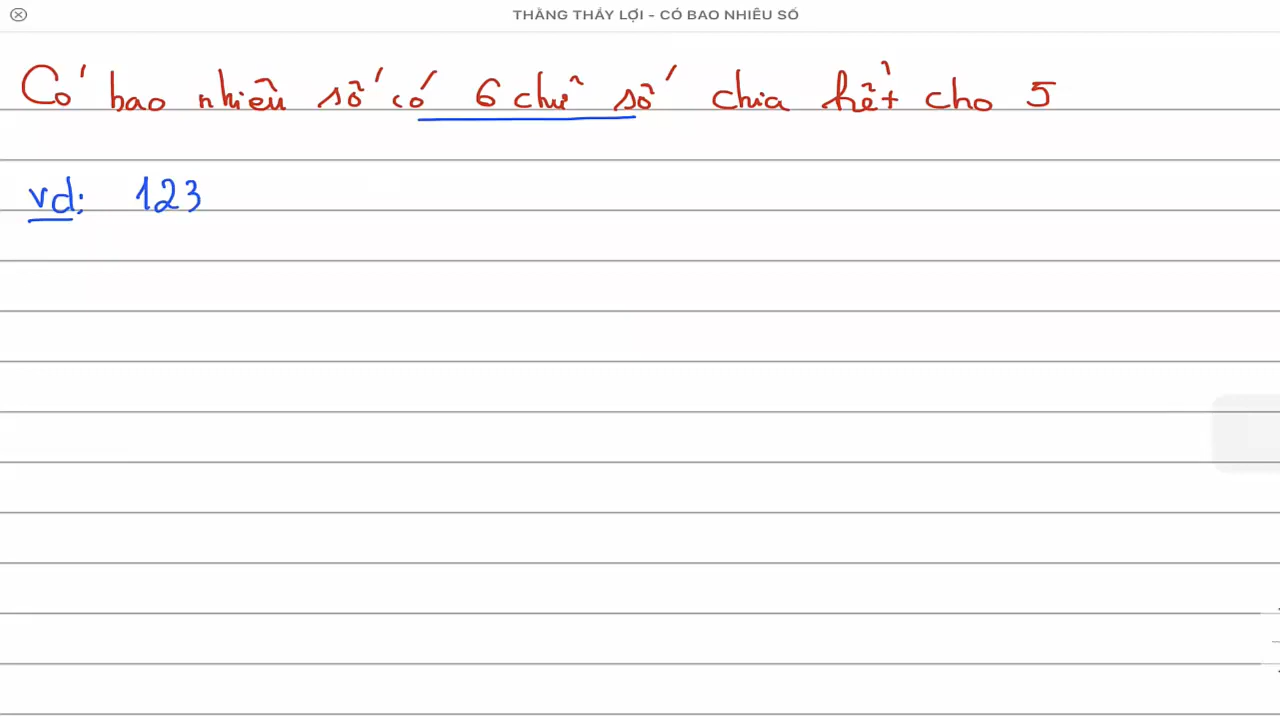 THẰNG THẦY LỢI - CÓ BAO NHIÊU SỐ
Có bao nhiêu số có 6 chữ số chia hết cho 5
vd: 123